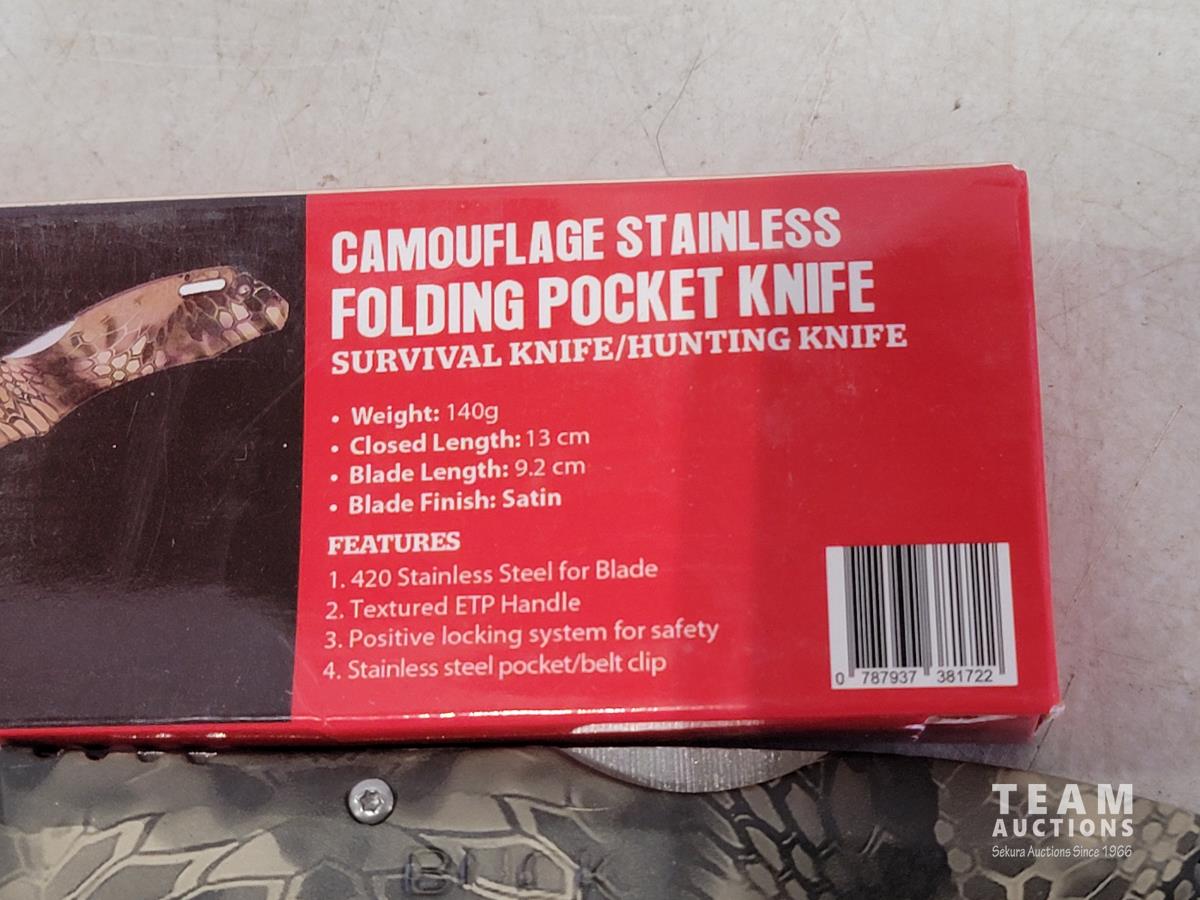 CAMOUFLAGE STAINLESS
FOLDING POCKET KNIFE
SURVIVAL KNIFE/HUNTING KNIFE
• Weight: 140g
• Closed Length: 13 cm
• Blade Length: 9.2 cm
• Blade Finish: Satin
FEATURES
1. 420 Stainless Steel for Blade
2. Textured ETP Handle
3. Positive locking system for safety
4. Stainless steel pocket/belt clip
0 787937 381722
TEAM
AUCTIONS
Sekura Auctions Since 1966